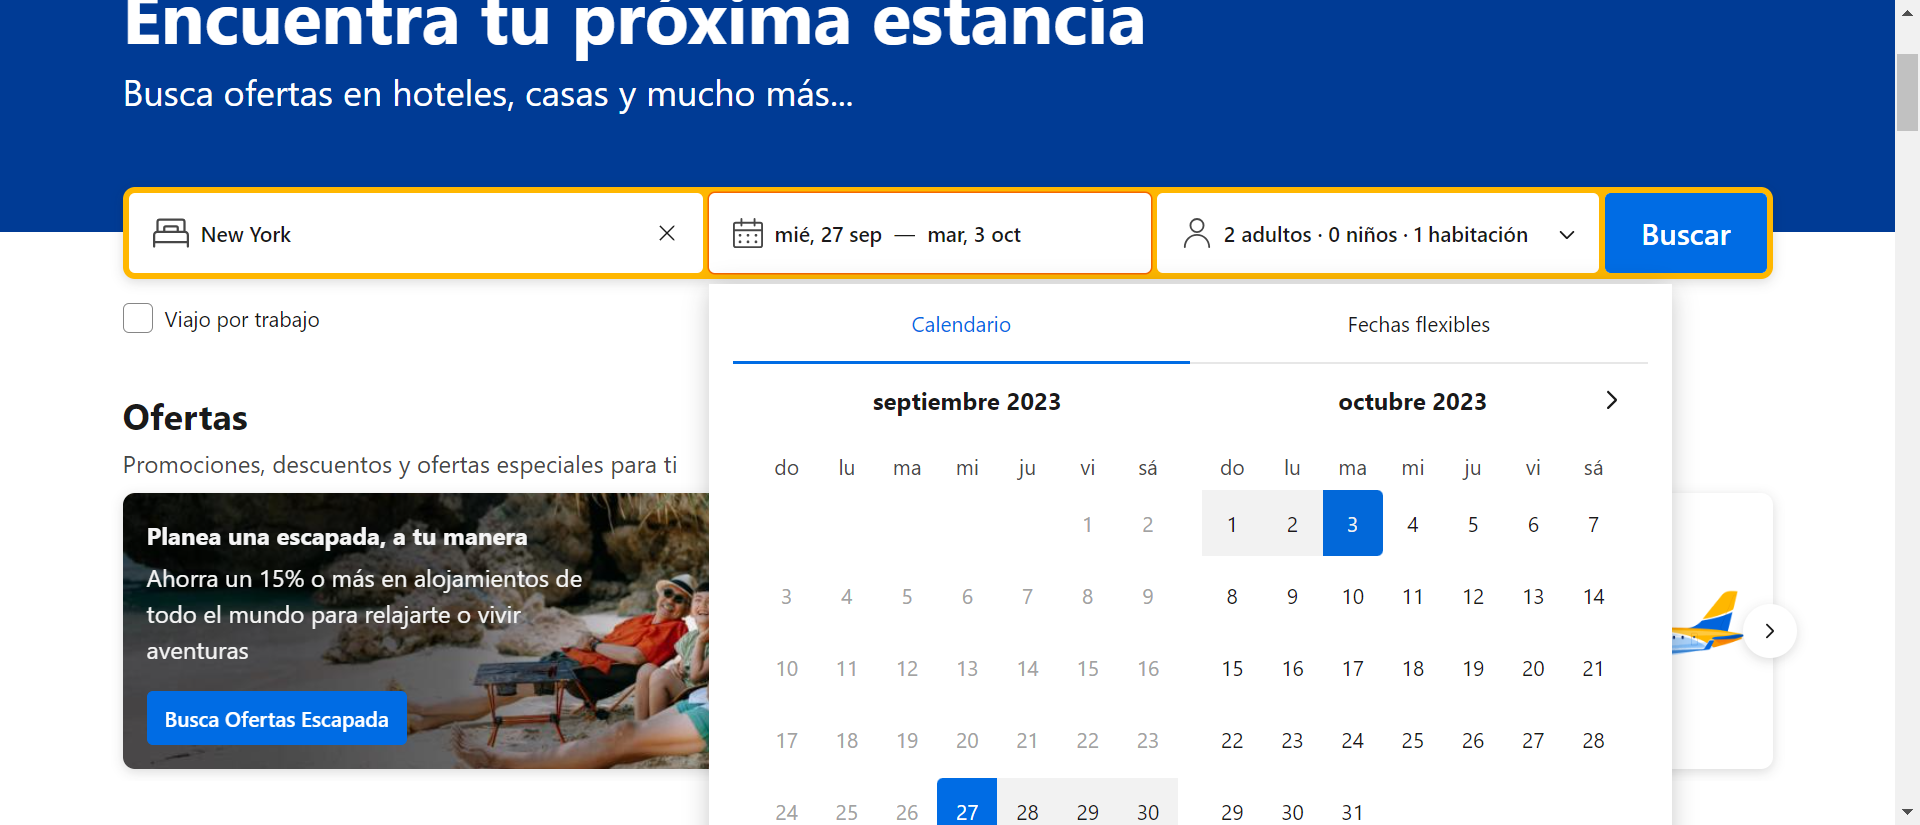 Encuentra tu próxima estancia
Busca ofertas en hoteles, casas y mucho más...
New York
mié, 27 sep — mar, 3 oct
2 adultos · 0 niños · 1 habitación
Buscar
Viajo por trabajo
Calendario
Fechas flexibles
septiembre 2023
do lu ma mi ju vi sá
1 2
3 4 5 6 7 8 9
10 11 12 13 14 15 16
17 18 19 20 21 22 23
24 25 26 27 28 29 30
octubre 2023
do lu ma mi ju vi sá
1 2 3 4 5 6 7
8 9 10 11 12 13 14
15 16 17 18 19 20 21
22 23 24 25 26 27 28
29 30 31
Ofertas
Promociones, descuentos y ofertas especiales para ti
Planea una escapada, a tu manera
Ahorra un 15% o más en alojamientos de
todo el mundo para relajarte o vivir
aventuras
Busca Ofertas Escapada